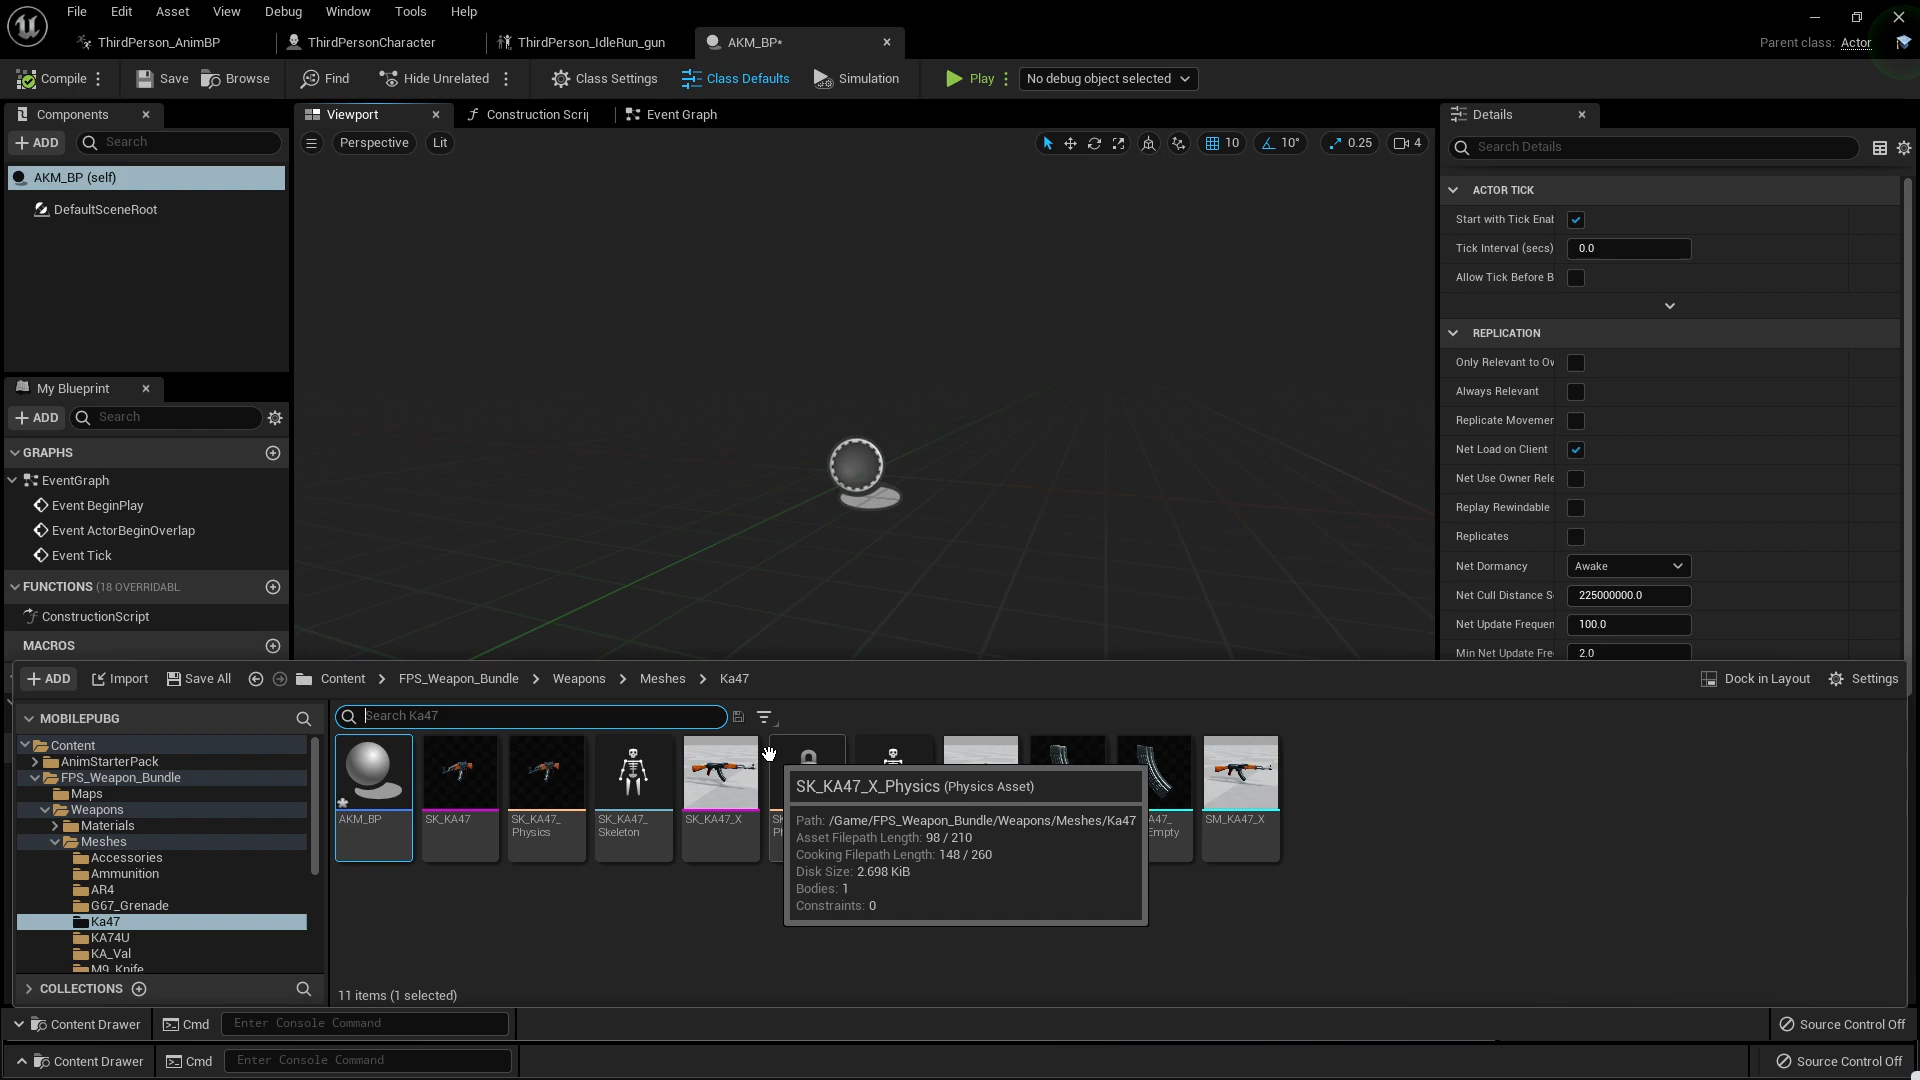 File Edit Asset View Debug Window Tools Help
ThirdPerson_AnimBP ThirdPersonCharacter ThirdPerson_IdleRun_gun AKM_BP* Parent class: Actor
Compile Save Browse Find Hide Unrelated Class Settings Class Defaults Simulation Play No debug object selected
Components Viewport Construction Scri Event Graph Details
ADD Search Perspective Lit 10 10° 0.25 4 Search Details
AKM_BP (self)
DefaultSceneRoot
ACTOR TICK
Start with Tick Enab
Tick Interval (secs) 0.0
Allow Tick Before B
REPLICATION
Only Relevant to Ow
Always Relevant
Replicate Movemen
Net Load on Client
Net Use Owner Rele
Replay Rewindable
Replicates
Net Dormancy Awake
Net Cull Distance S 225000000.0
Net Update Frequen 100.0
Min Net Update Fre 2.0
My Blueprint
ADD Search
GRAPHS
EventGraph
Event BeginPlay
Event ActorBeginOverlap
Event Tick
FUNCTIONS (18 OVERRIDABL
ConstructionScript
MACROS
ADD Import Save All Content FPS_Weapon_Bundle Weapons Meshes Ka47 Dock in Layout Settings
MOBILEPUBG
Search Ka47
Content
AnimStarterPack
FPS_Weapon_Bundle
Maps
Weapons
Materials
Meshes
Accessories
Ammunition
AR4
G67_Grenade
Ka47
KA74U
KA_Val
M9_Knife
COLLECTIONS
AKM_BP
SK_KA47
SK_KA47_
Physics
SK_KA47_
Skeleton
SK_KA47_X
SK
Ph
A47_
Empty
SM_KA47_X
SK_KA47_X_Physics (Physics Asset)
Path: /Game/FPS_Weapon_Bundle/Weapons/Meshes/Ka47
Asset Filepath Length: 98 / 210
Cooking Filepath Length: 148 / 260
Disk Size: 2.698 KiB
Bodies: 1
Constraints: 0
11 items (1 selected)
Content Drawer Cmd Enter Console Command Source Control Off
Content Drawer Cmd Enter Console Command Source Control Off